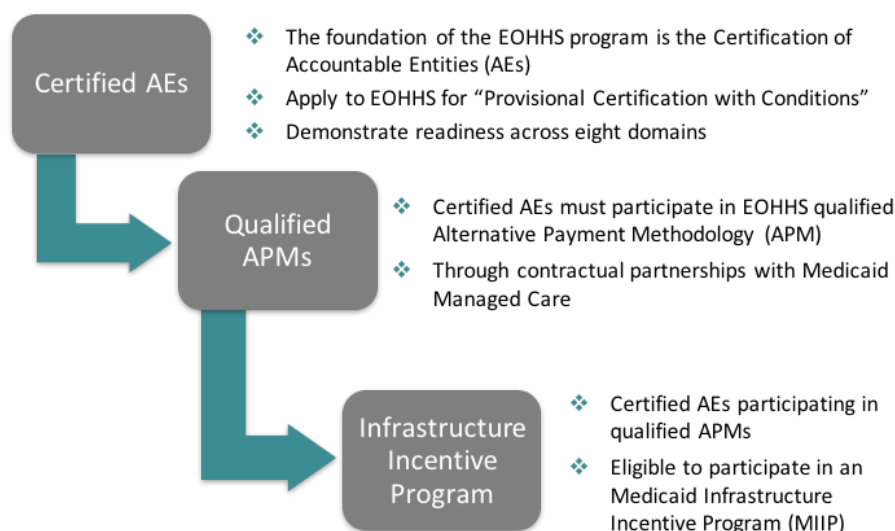 Certified AEs
❖ The foundation of the EOHHS program is the Certification of
Accountable Entities (AEs)
❖ Apply to EOHHS for “Provisional Certification with Conditions”
❖ Demonstrate readiness across eight domains
Qualified
APMs
❖ Certified AEs must participate in EOHHS qualified
Alternative Payment Methodology (APM)
❖ Through contractual partnerships with Medicaid
Managed Care
Infrastructure
Incentive
Program
❖ Certified AEs participating in
qualified APMs
❖ Eligible to participate in an
Medicaid Infrastructure
Incentive Program (MIIP)